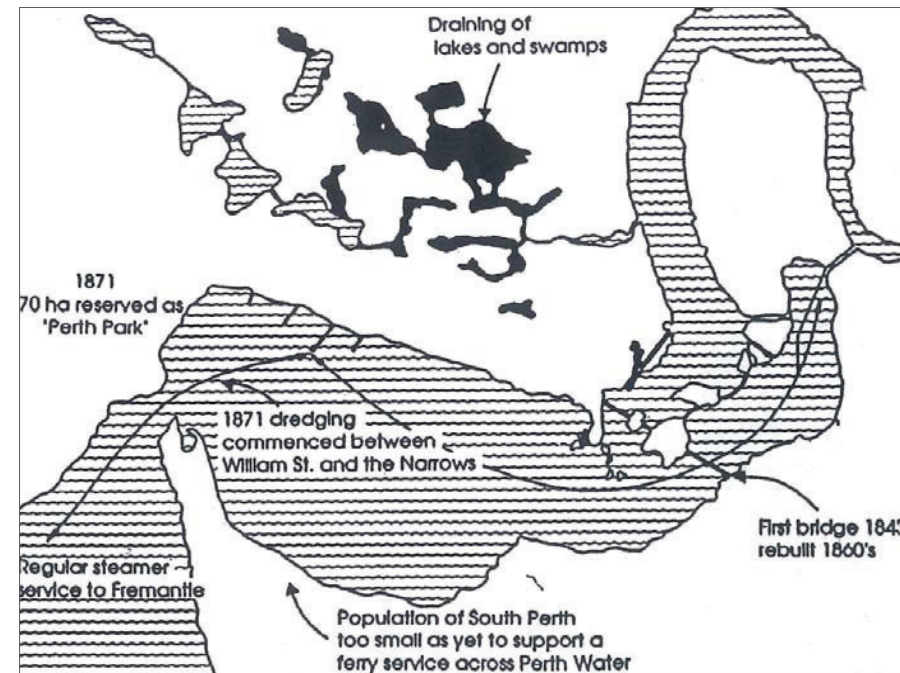 Draining of
lakes and swamps
1871
70 ha reserved as
"Perth Park"
1871 dredging
commenced between
William St. and the Narrows
First bridge 184
rebuilt 1860's
Regular steamer
service to Fremantle
Population of South Perth
too small as yet to support a
ferry service across Perth Water